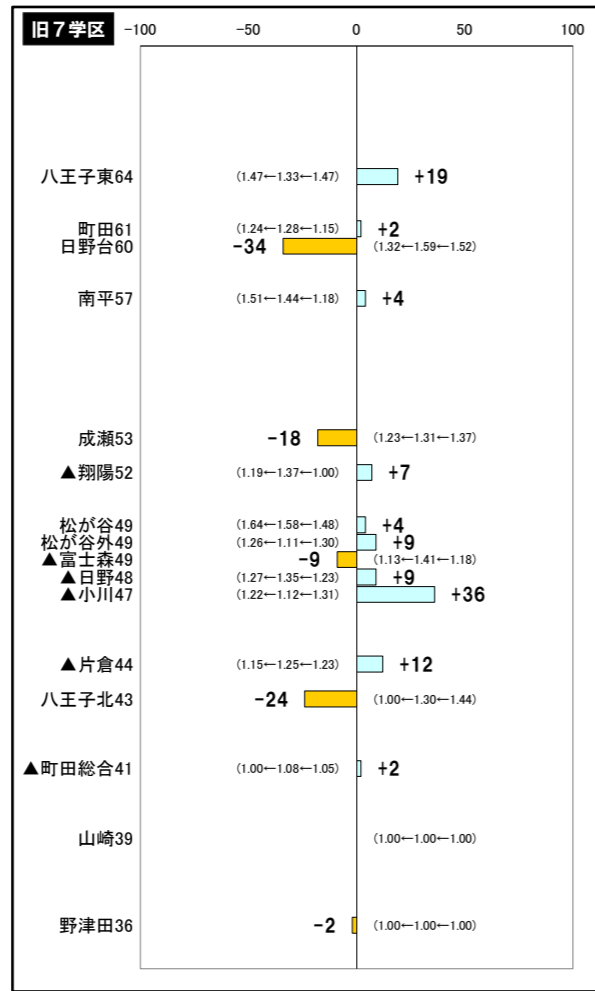 旧7学区 -100 -50 0 50 100
八王子東64 (1.47←1.33←1.47) +19
町田61 (1.24←1.28←1.15) +2
日野台60 -34 (1.32←1.59←1.52)
南平57 (1.51←1.44←1.18) +4
成瀬53 -18 (1.23←1.31←1.37)
▲翔陽52 (1.19←1.37←1.00) +7
松が谷49 (1.64←1.58←1.48) +4
松が谷外49 (1.26←1.11←1.30) +9
▲富士森49 -9 (1.13←1.41←1.18)
▲日野48 (1.27←1.35←1.23) +9
▲小川47 (1.22←1.12←1.31) +36
▲片倉44 (1.15←1.25←1.23) +12
八王子北43 -24 (1.00←1.30←1.44)
▲町田総合41 (1.00←1.08←1.05) +2
山崎39 (1.00←1.00←1.00)
野津田36 -2 (1.00←1.00←1.00)